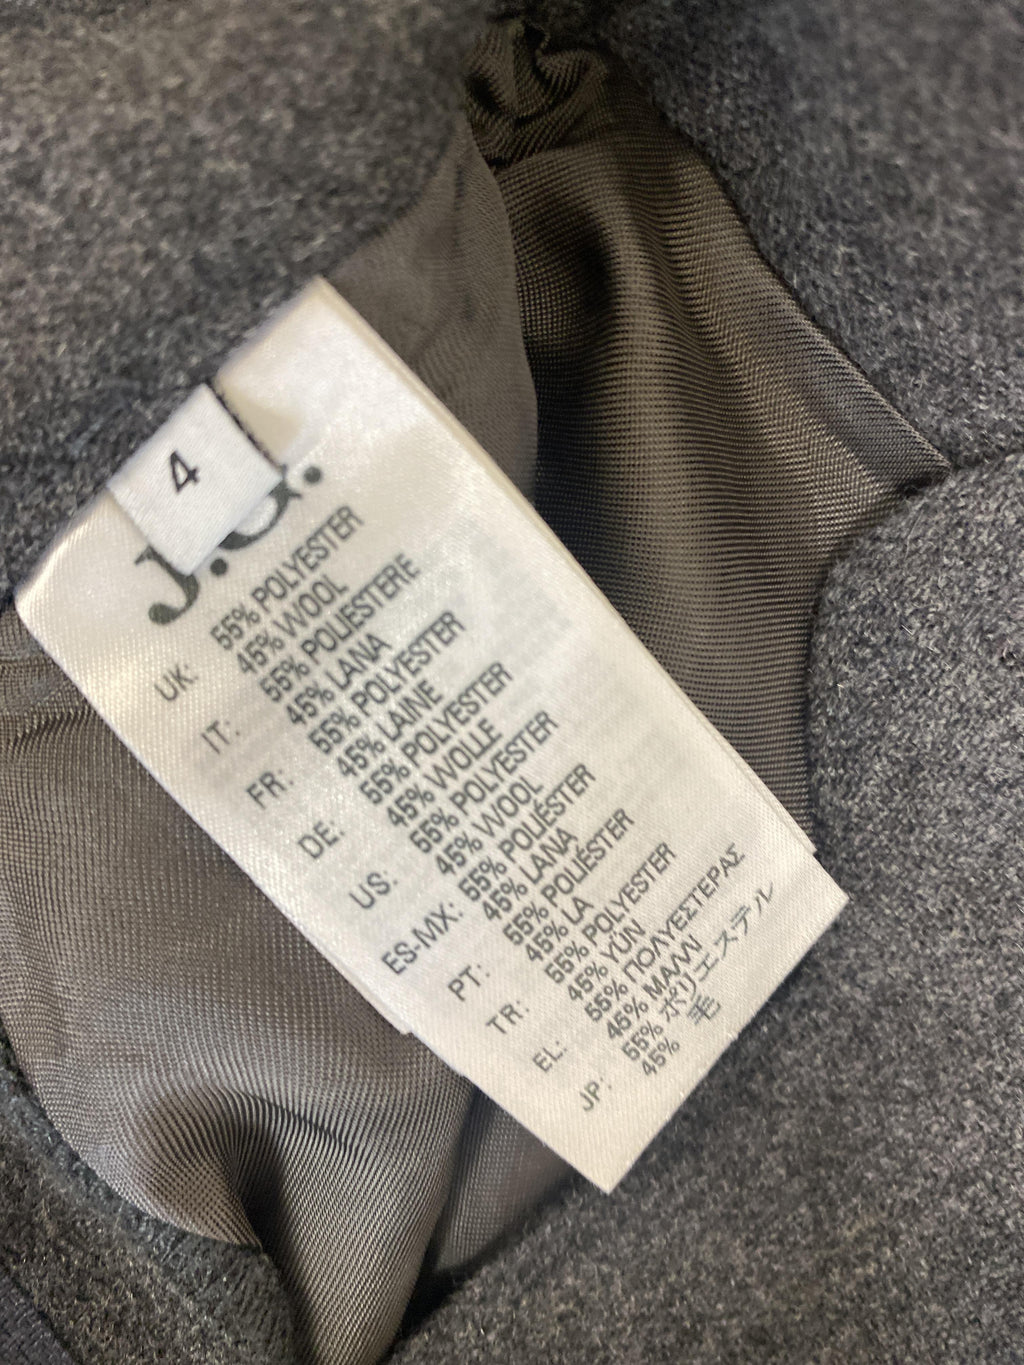 4
J.G.
UK: 55% POLYESTER
45% WOOL
IT: 55% POLIESTERE
45% LANA
FR: 55% POLYESTER
45% LAINE
DE: 55% POLYESTER
45% WOLLE
US: 55% POLYESTER
45% WOOL
ES-MX: 55% POLIÉSTER
45% LANA
PT: 55% POLIÉSTER
45% LA
TR: 55% POLYESTER
45% YÜN
EL: 55% ΠΟΛΥΕΣΤΕΡΑΣ
45% ΜΑΛΛΙ
JP: 55% ポリエステル
45% 毛